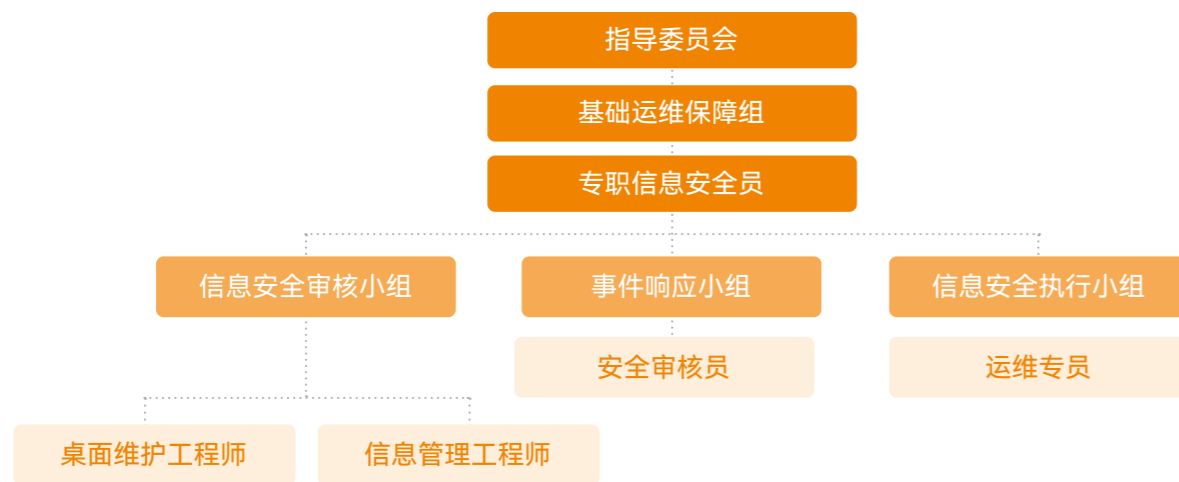 指导委员会
基础运维保障组
专职信息安全员
信息安全审核小组
事件响应小组
信息安全执行小组
安全审核员
运维专员
桌面维护工程师
信息管理工程师